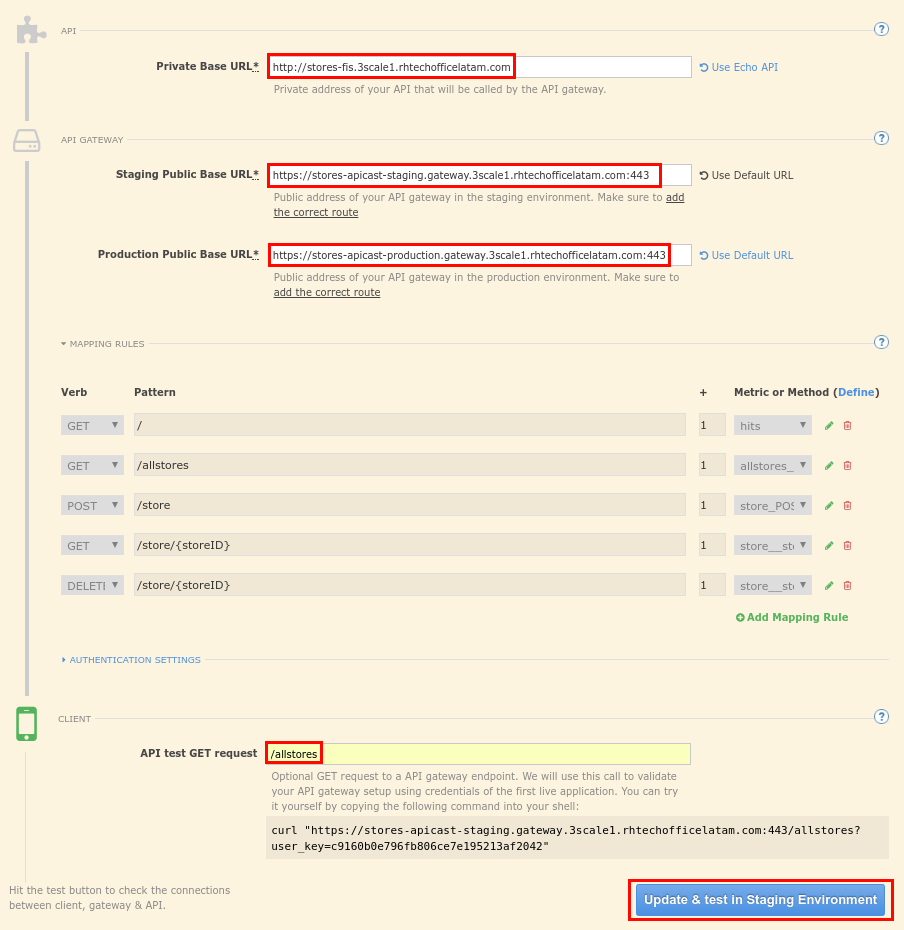 API
?
Private Base URL* http://stores-fis.3scale1.rhtechofficelatam.com Use Echo API
Private address of your API that will be called by the API gateway.
API GATEWAY
?
Staging Public Base URL* https://stores-apicast-staging.gateway.3scale1.rhtechofficelatam.com:443 Use Default URL
Public address of your API gateway in the staging environment. Make sure to add
the correct route
Production Public Base URL* https://stores-apicast-production.gateway.3scale1.rhtechofficelatam.com:443 Use Default URL
Public address of your API gateway in the production environment. Make sure to
add the correct route
MAPPING RULES
?
Verb Pattern + Metric or Method (Define)
GET / 1 hits
GET /allstores 1 allstores_
POST /store 1 store_POS
GET /store/{storeID} 1 store__sto
DELETE /store/{storeID} 1 store__sto
Add Mapping Rule
AUTHENTICATION SETTINGS
CLIENT
?
API test GET request /allstores
Optional GET request to a API gateway endpoint. We will use this call to validate
your API gateway setup using credentials of the first live application. You can try
it yourself by copying the following command into your shell:
curl "https://stores-apicast-staging.gateway.3scale1.rhtechofficelatam.com:443/allstores?
user_key=c9160b0e796fb806ce7e195213af2042"
Hit the test button to check the connections
between client, gateway & API.
Update & test in Staging Environment